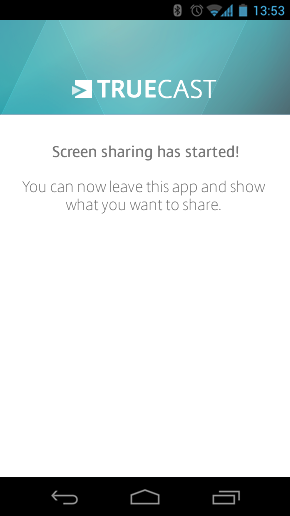 13:53
TRUECAST
Screen sharing has started!
You can now leave this app and show
what you want to share.